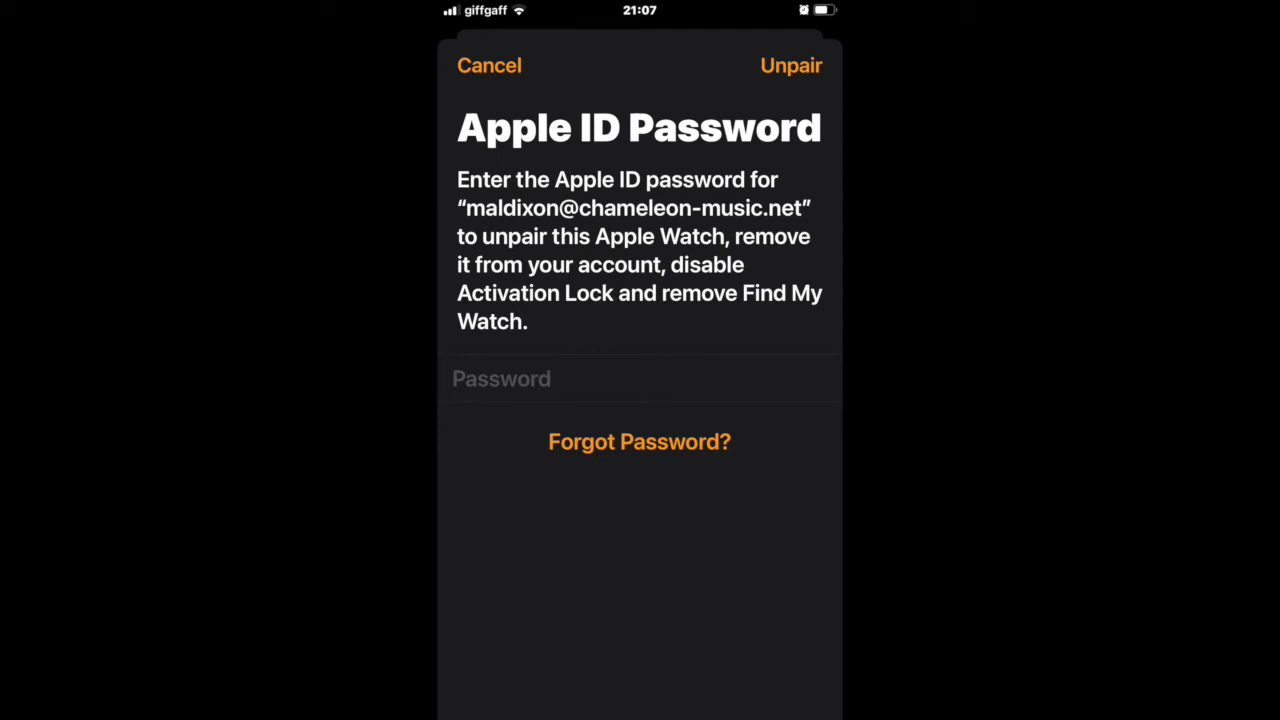 giffgaff 21:07
Cancel Unpair
Apple ID Password
Enter the Apple ID password for
“maldixon@chameleon-music.net”
to unpair this Apple Watch, remove
it from your account, disable
Activation Lock and remove Find My
Watch.
Password
Forgot Password?